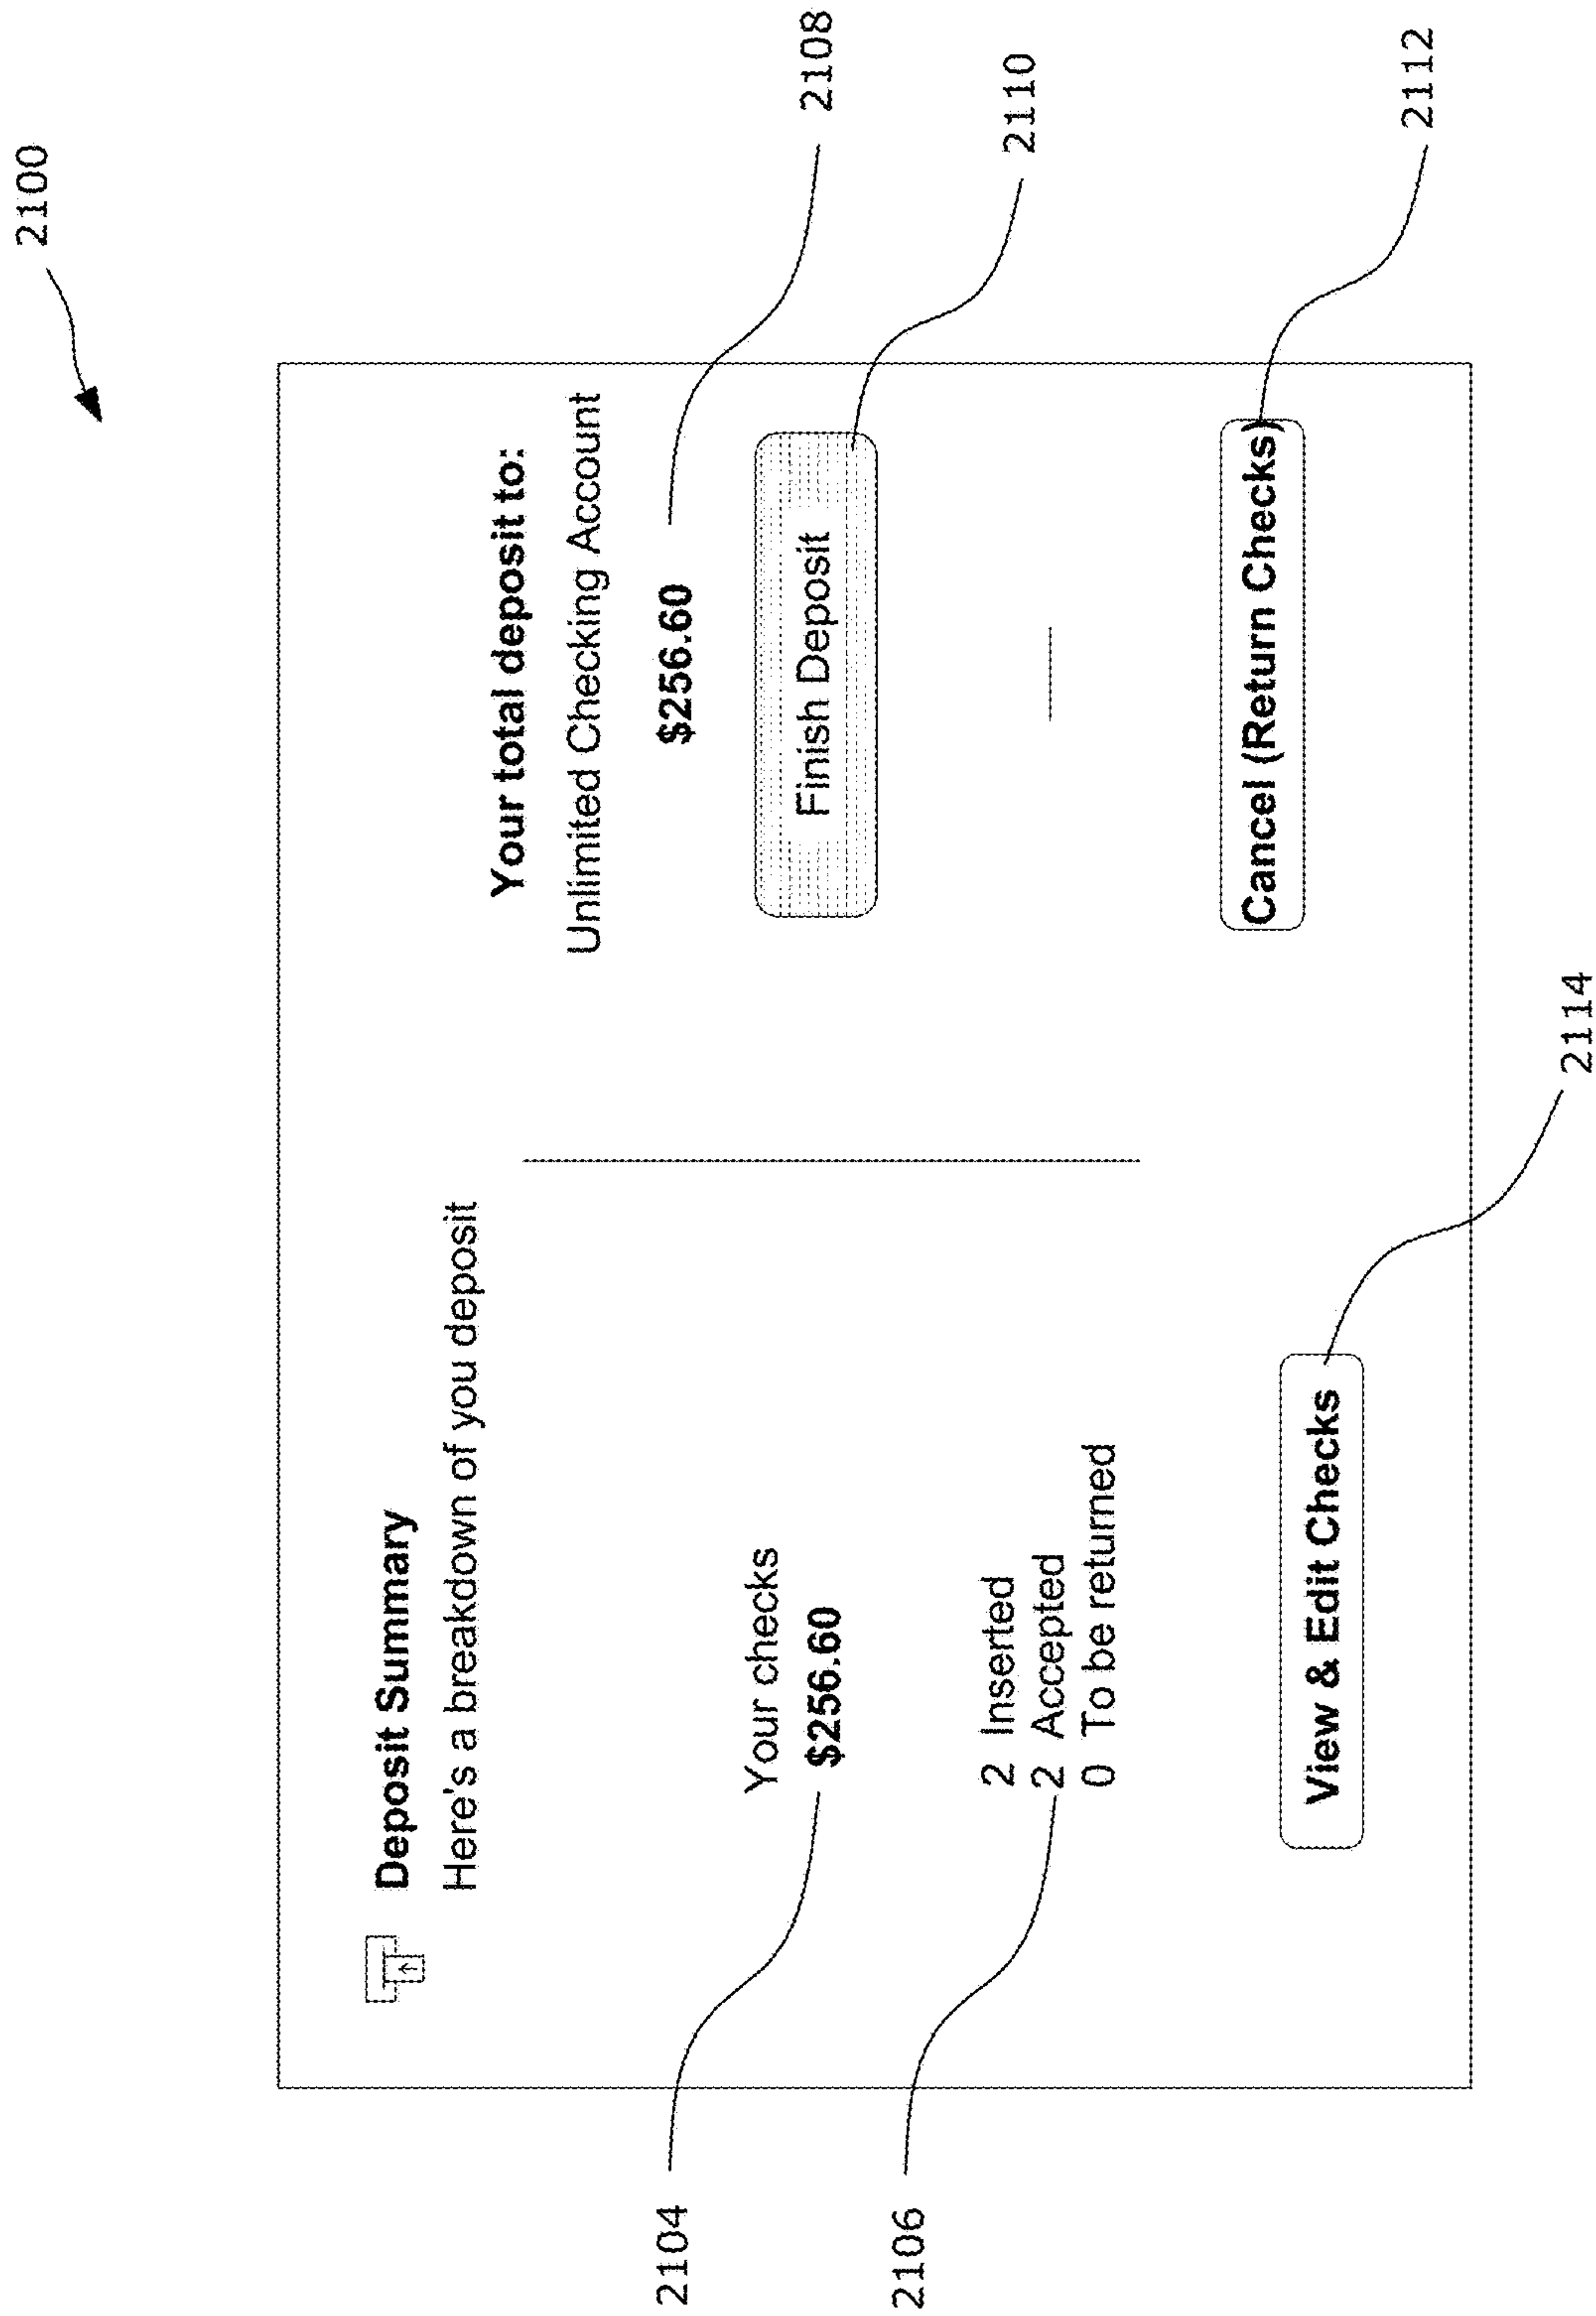 2100
Deposit Summary
Here's a breakdown of you deposit
Your checks
$256.60
2 Inserted
2 Accepted
0 To be returned
View & Edit Checks
Your total deposit to:
Unlimited Checking Account
$256.60
Finish Deposit
Cancel (Return Checks)
2104
2106
2108
2110
2112
2114